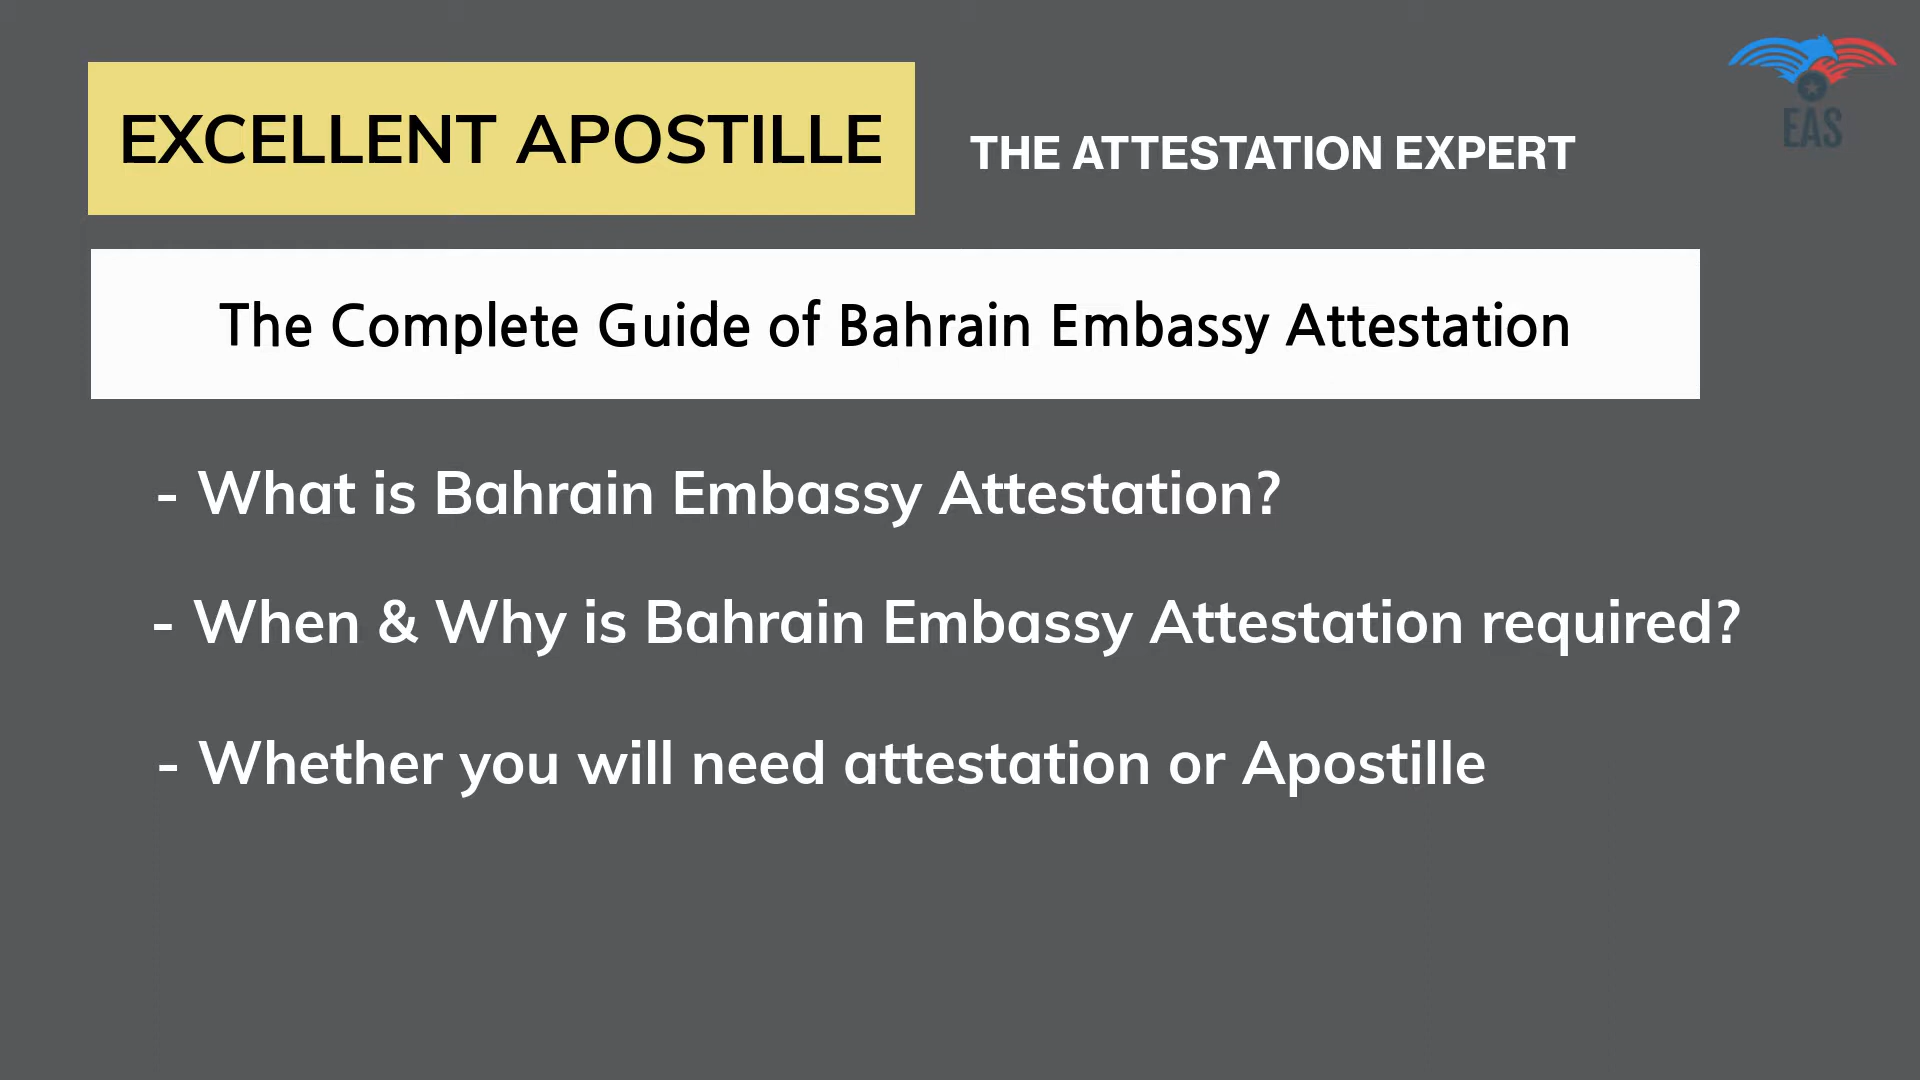 EXCELLENT APOSTILLE
THE ATTESTATION EXPERT
EAS
The Complete Guide of Bahrain Embassy Attestation
- What is Bahrain Embassy Attestation?
- When & Why is Bahrain Embassy Attestation required?
- Whether you will need attestation or Apostille